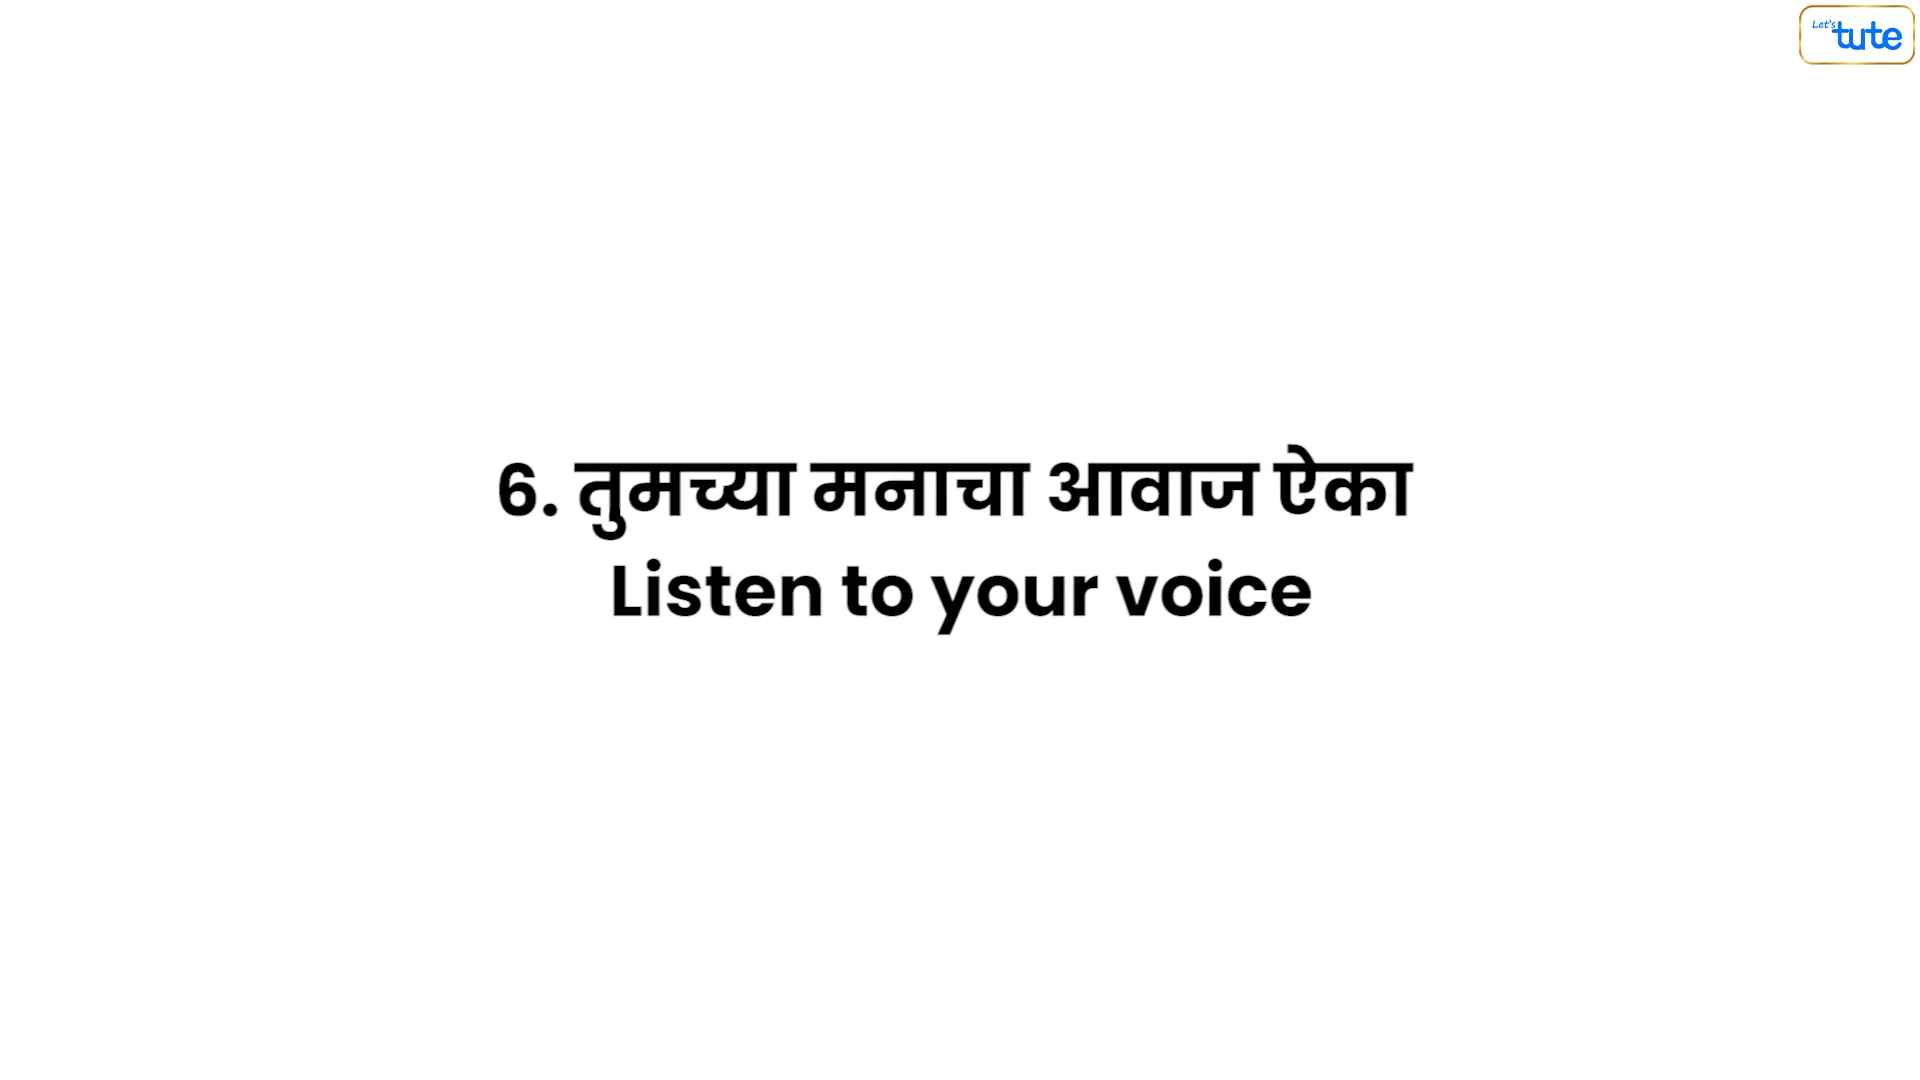 Let's tute
6. तुमच्या मनाचा आवाज ऐका
Listen to your voice